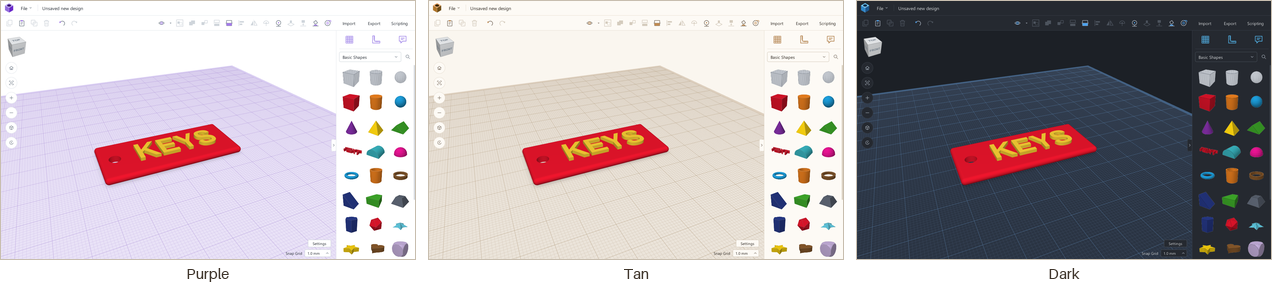 File Unsaved new design
Import Export Scripting
Basic Shapes
KEYS
Settings
Snap Grid 1.0 mm
File Unsaved new design
Import Export Scripting
Basic Shapes
KEYS
Settings
Snap Grid 1.0 mm
File Unsaved new design
Import Export Scripting
Basic Shapes
KEYS
Settings
Snap Grid 1.0 mm
Purple Tan Dark